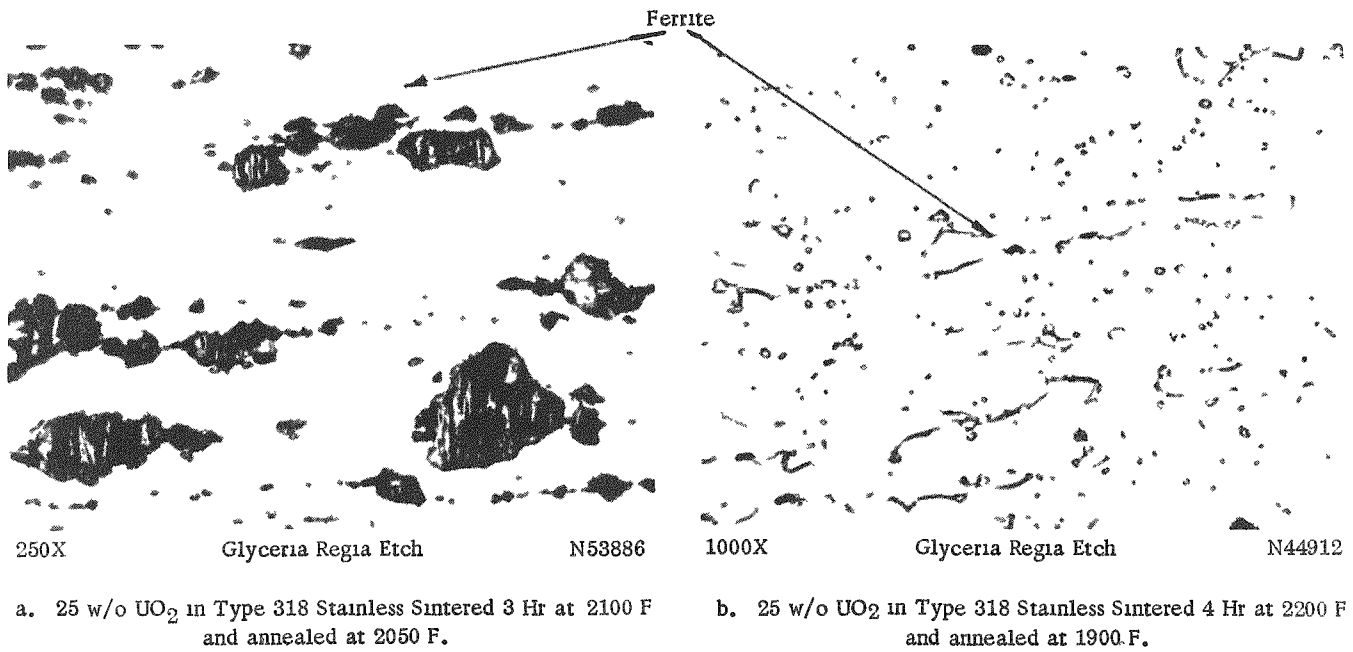 Ferrite
250X Glyceria Regia Etch N53886
1000X Glyceria Regia Etch N44912
a. 25 w/o UO2 in Type 318 Stainless Sintered 3 Hr at 2100 F
and annealed at 2050 F.
b. 25 w/o UO2 in Type 318 Stainless Sintered 4 Hr at 2200 F
and annealed at 1900 F.